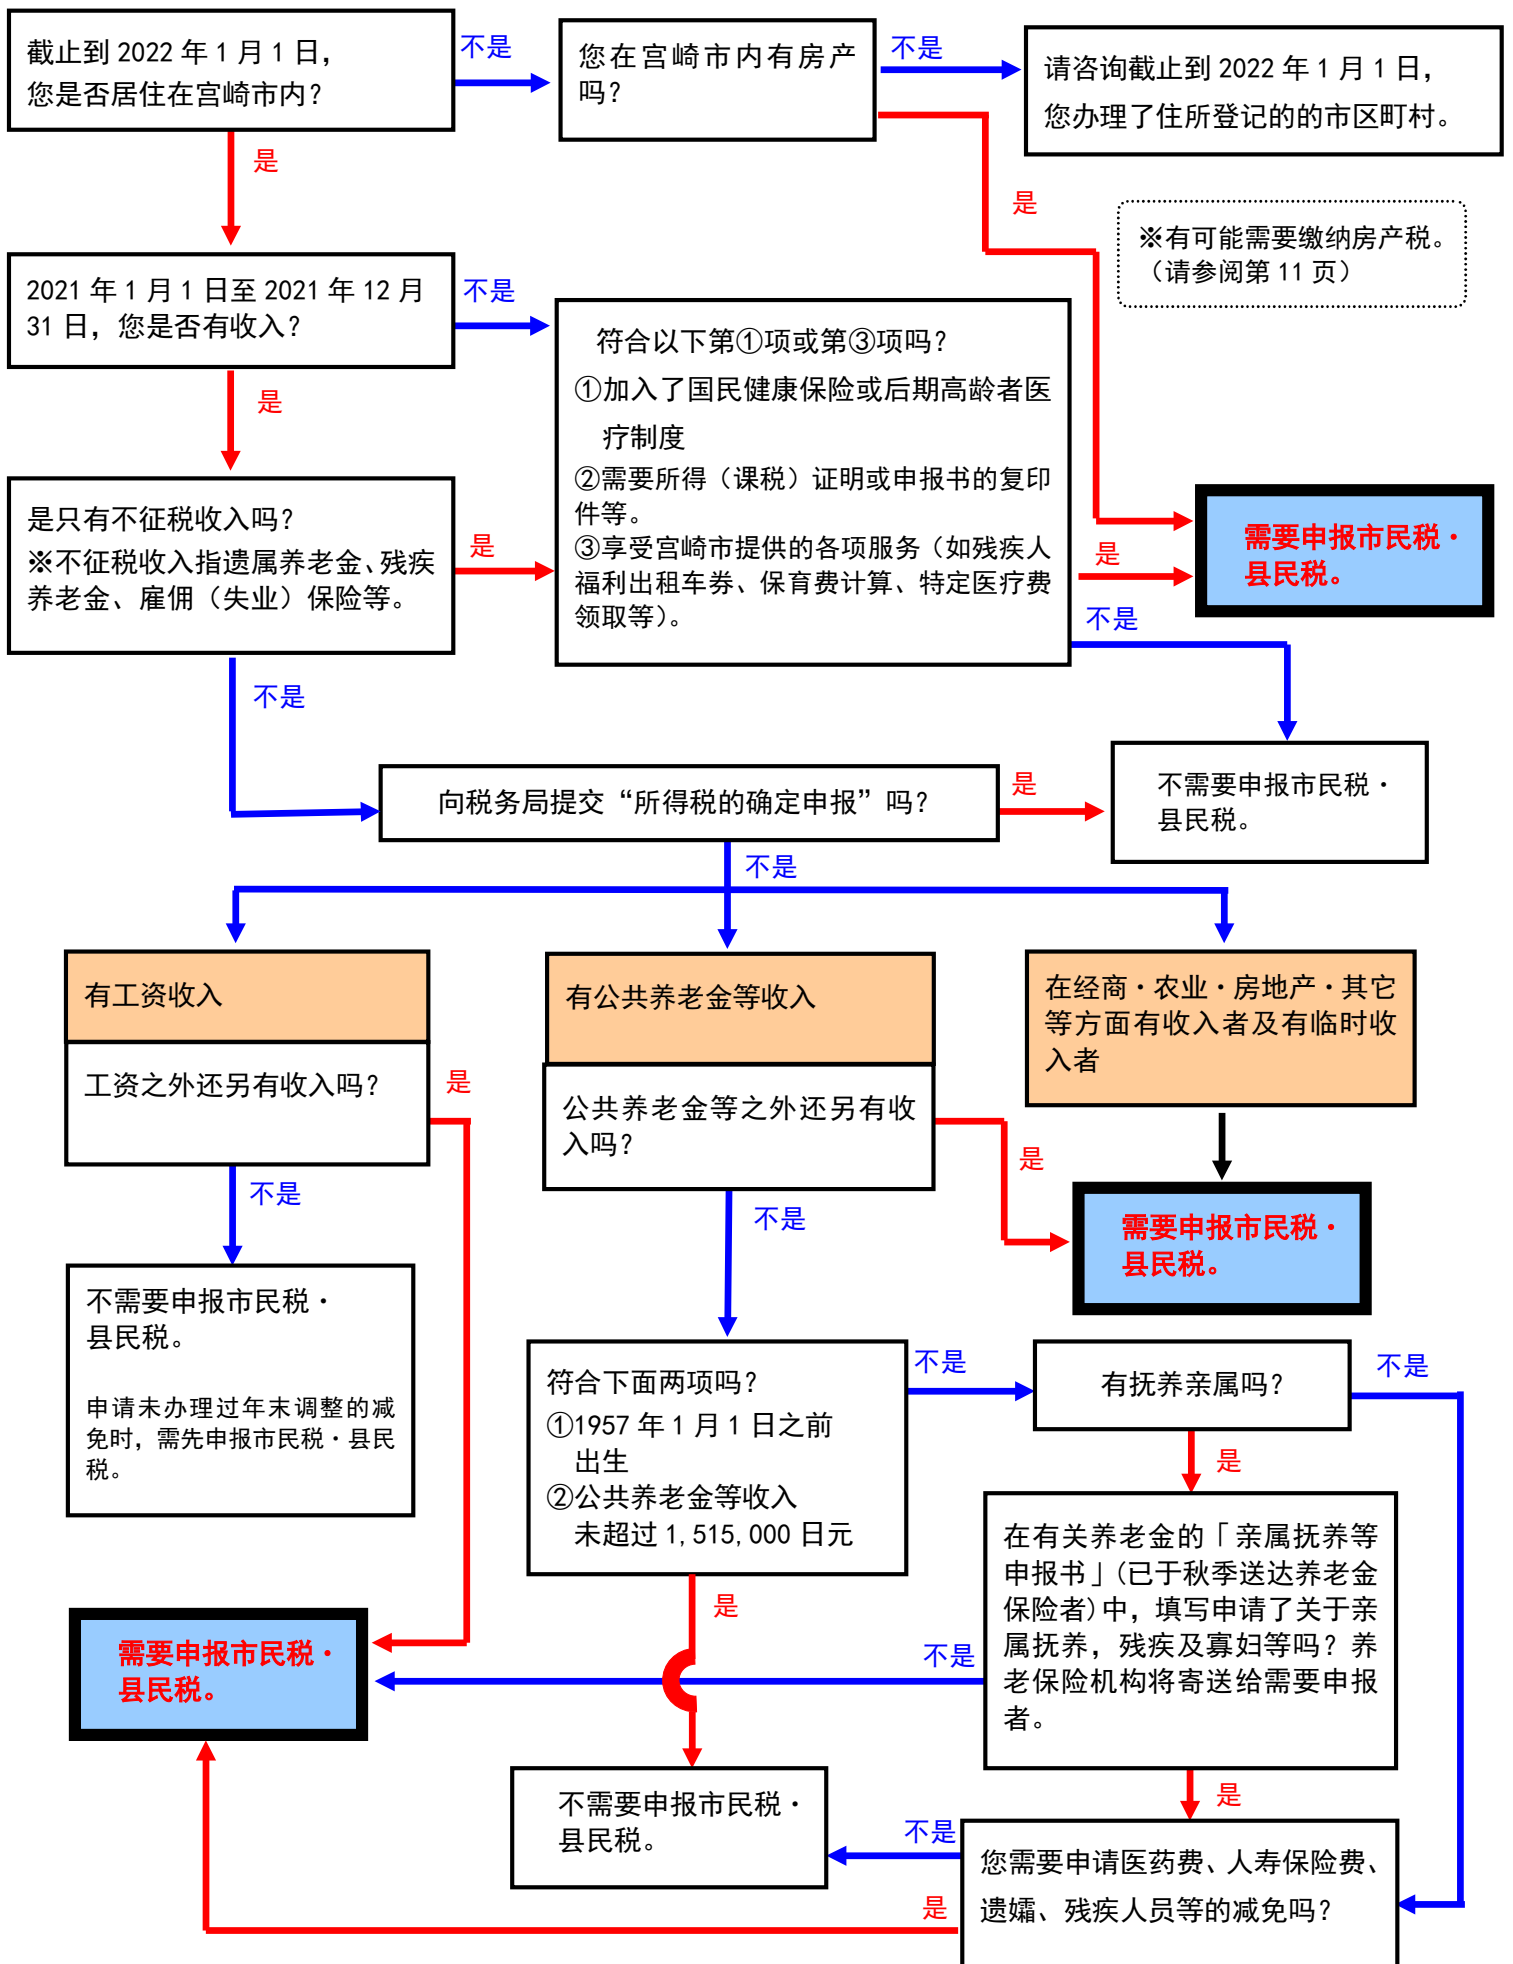 截止到 2022 年 1 月 1 日，
您是否居住在宫崎市内？
不是
您在宫崎市内有房产
吗？
不是
请咨询截止到 2022 年 1 月 1 日，
您办理了住所登记的的市区町村。
是
是
※有可能需要缴纳房产税。
（请参阅第 11 页）
2021 年 1 月 1 日至 2021 年 12 月
31 日，您是否有收入？
不是
符合以下第①项或第③项吗？
①加入了国民健康保险或后期高龄者医
疗制度
②需要所得（课税）证明或申报书的复印
件等。
③享受宫崎市提供的各项服务（如残疾人
福利出租车券、保育费计算、特定医疗费
领取等）。
是
是只有不征税收入吗？
※不征税收入指遗属养老金、残疾
养老金、雇佣（失业）保险等。
是
是
需要申报市民税・
县民税。
不是
不是
向税务局提交“所得税的确定申报”吗？
是
不需要申报市民税・
县民税。
不是
有工资收入
工资之外还另有收入吗？
是
有公共养老金等收入
公共养老金等之外还另有收
入吗？
是
在经商・农业・房地产・其它
等方面有收入者及有临时收
入者
需要申报市民税・
县民税。
不是
不是
不需要申报市民税・
县民税。
申请未办理过年末调整的减
免时，需先申报市民税・县民
税。
符合下面两项吗？
①1957 年 1 月 1 日之前
出生
②公共养老金等收入
未超过 1,515,000 日元
不是
有抚养亲属吗？
不是
是
是
在有关养老金的「亲属抚养等
申报书」(已于秋季送达养老金
保险者)中，填写申请了关于亲
属抚养，残疾及寡妇等吗？养
老保险机构将寄送给需要申报
者。
不是
需要申报市民税・
县民税。
不需要申报市民税・
县民税。
是
不是
您需要申请医药费、人寿保险费、
遗孀、残疾人员等的减免吗？
是